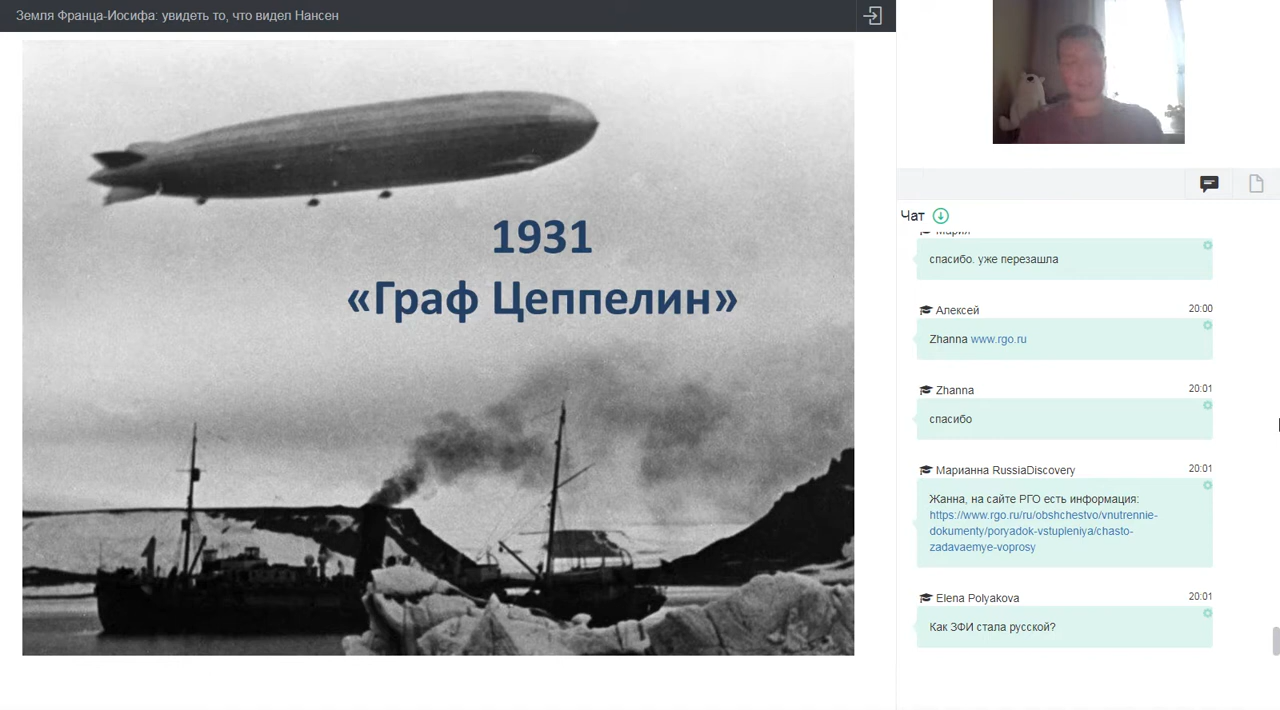 Земля Франца-Иосифа: увидеть то, что видел Нансен
1931
«Граф Цеппелин»
Чат
Мария
спасибо. уже перезашла
Алексей 20:00
Zhanna www.rgo.ru
Zhanna 20:01
спасибо
Марианна RussiaDiscovery 20:01
Жанна, на сайте РГО есть информация:
https://www.rgo.ru/ru/obshchestvo/vnutrennie-
dokumenty/poryadok-vstupleniya/chasto-
zadavaemye-voprosy
Elena Polyakova 20:01
Как ЗФИ стала русской?